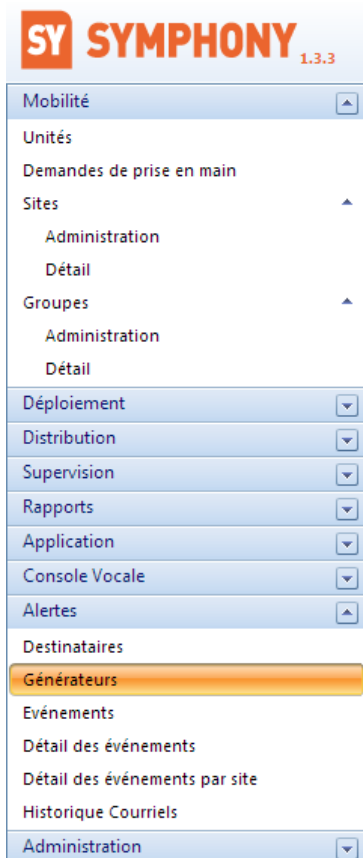 SY SYMPHONY 1.3.3
Mobilité
Unités
Demandes de prise en main
Sites
Administration
Détail
Groupes
Administration
Détail
Déploiement
Distribution
Supervision
Rapports
Application
Console Vocale
Alertes
Destinataires
Générateurs
Evénements
Détail des événements
Détail des événements par site
Historique Courriels
Administration